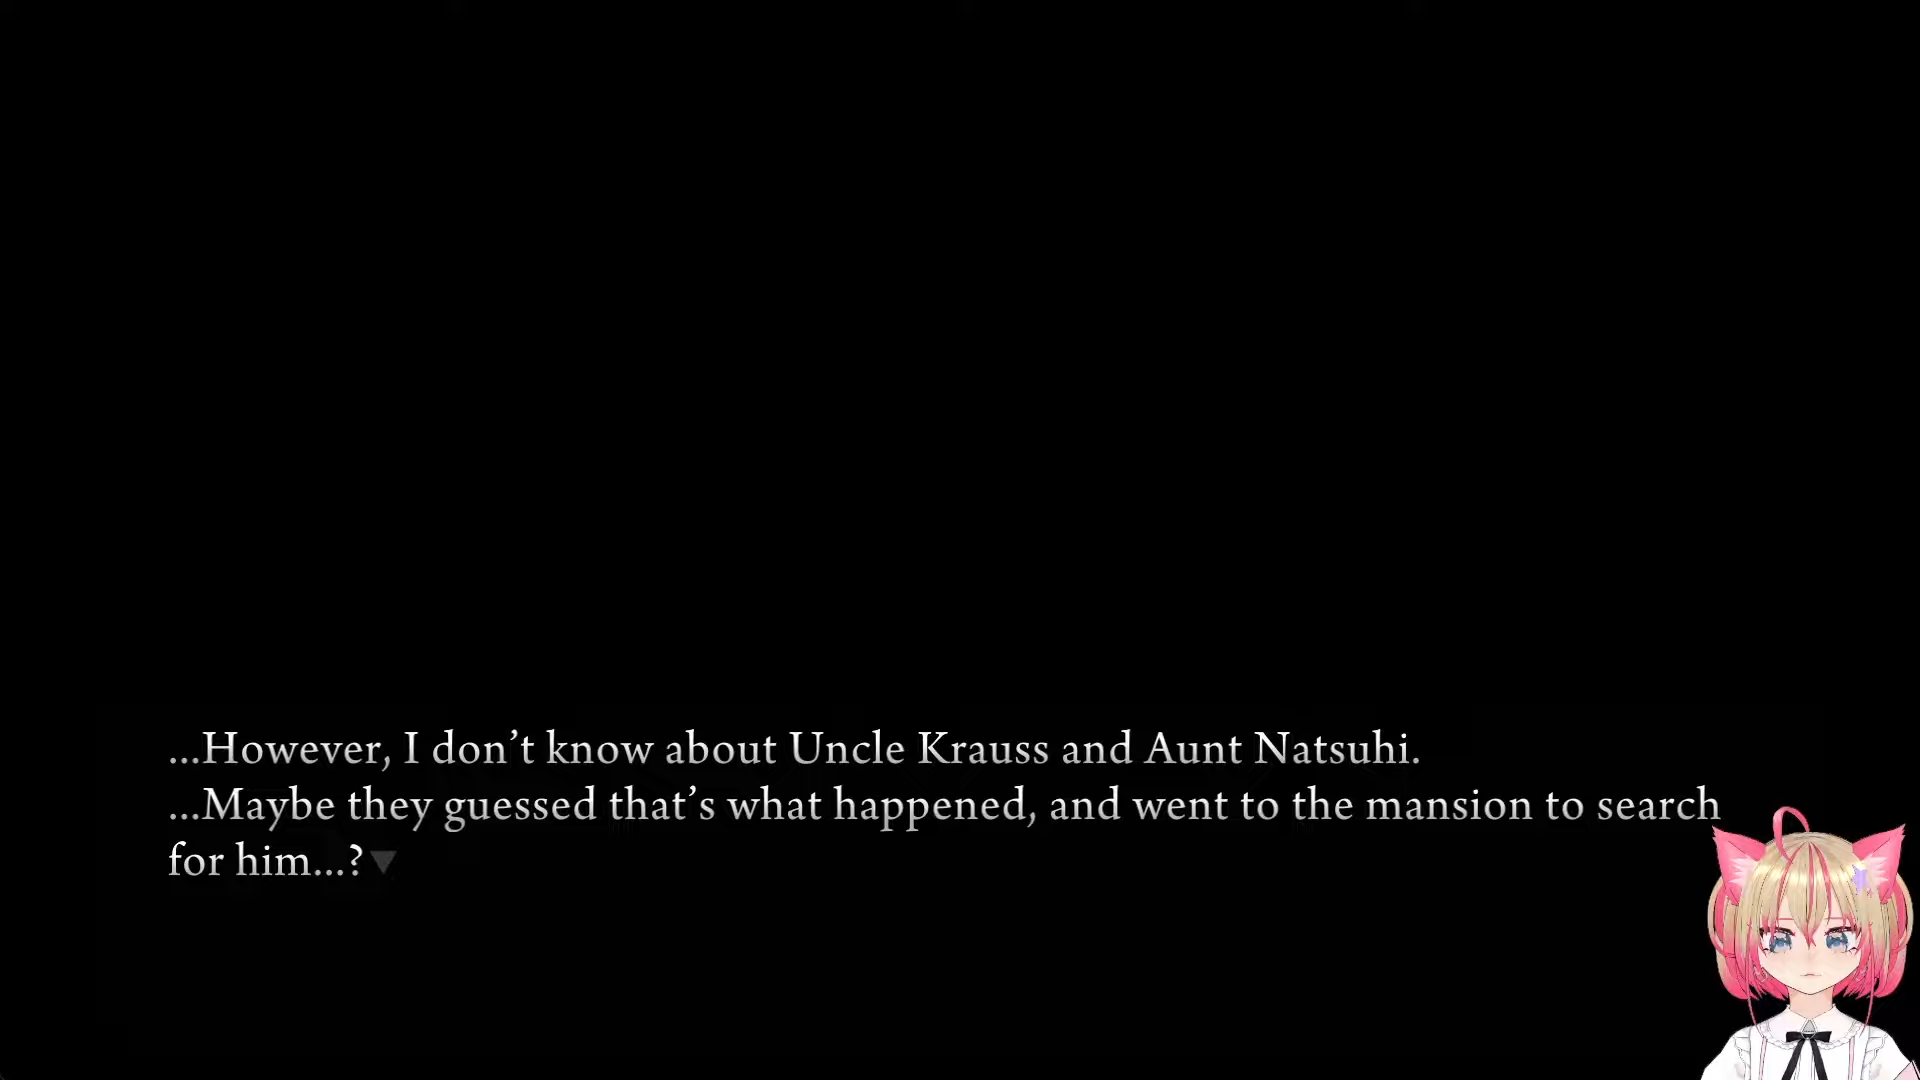 ...However, I don’t know about Uncle Krauss and Aunt Natsuhi.
...Maybe they guessed that’s what happened, and went to the mansion to search
for him...?